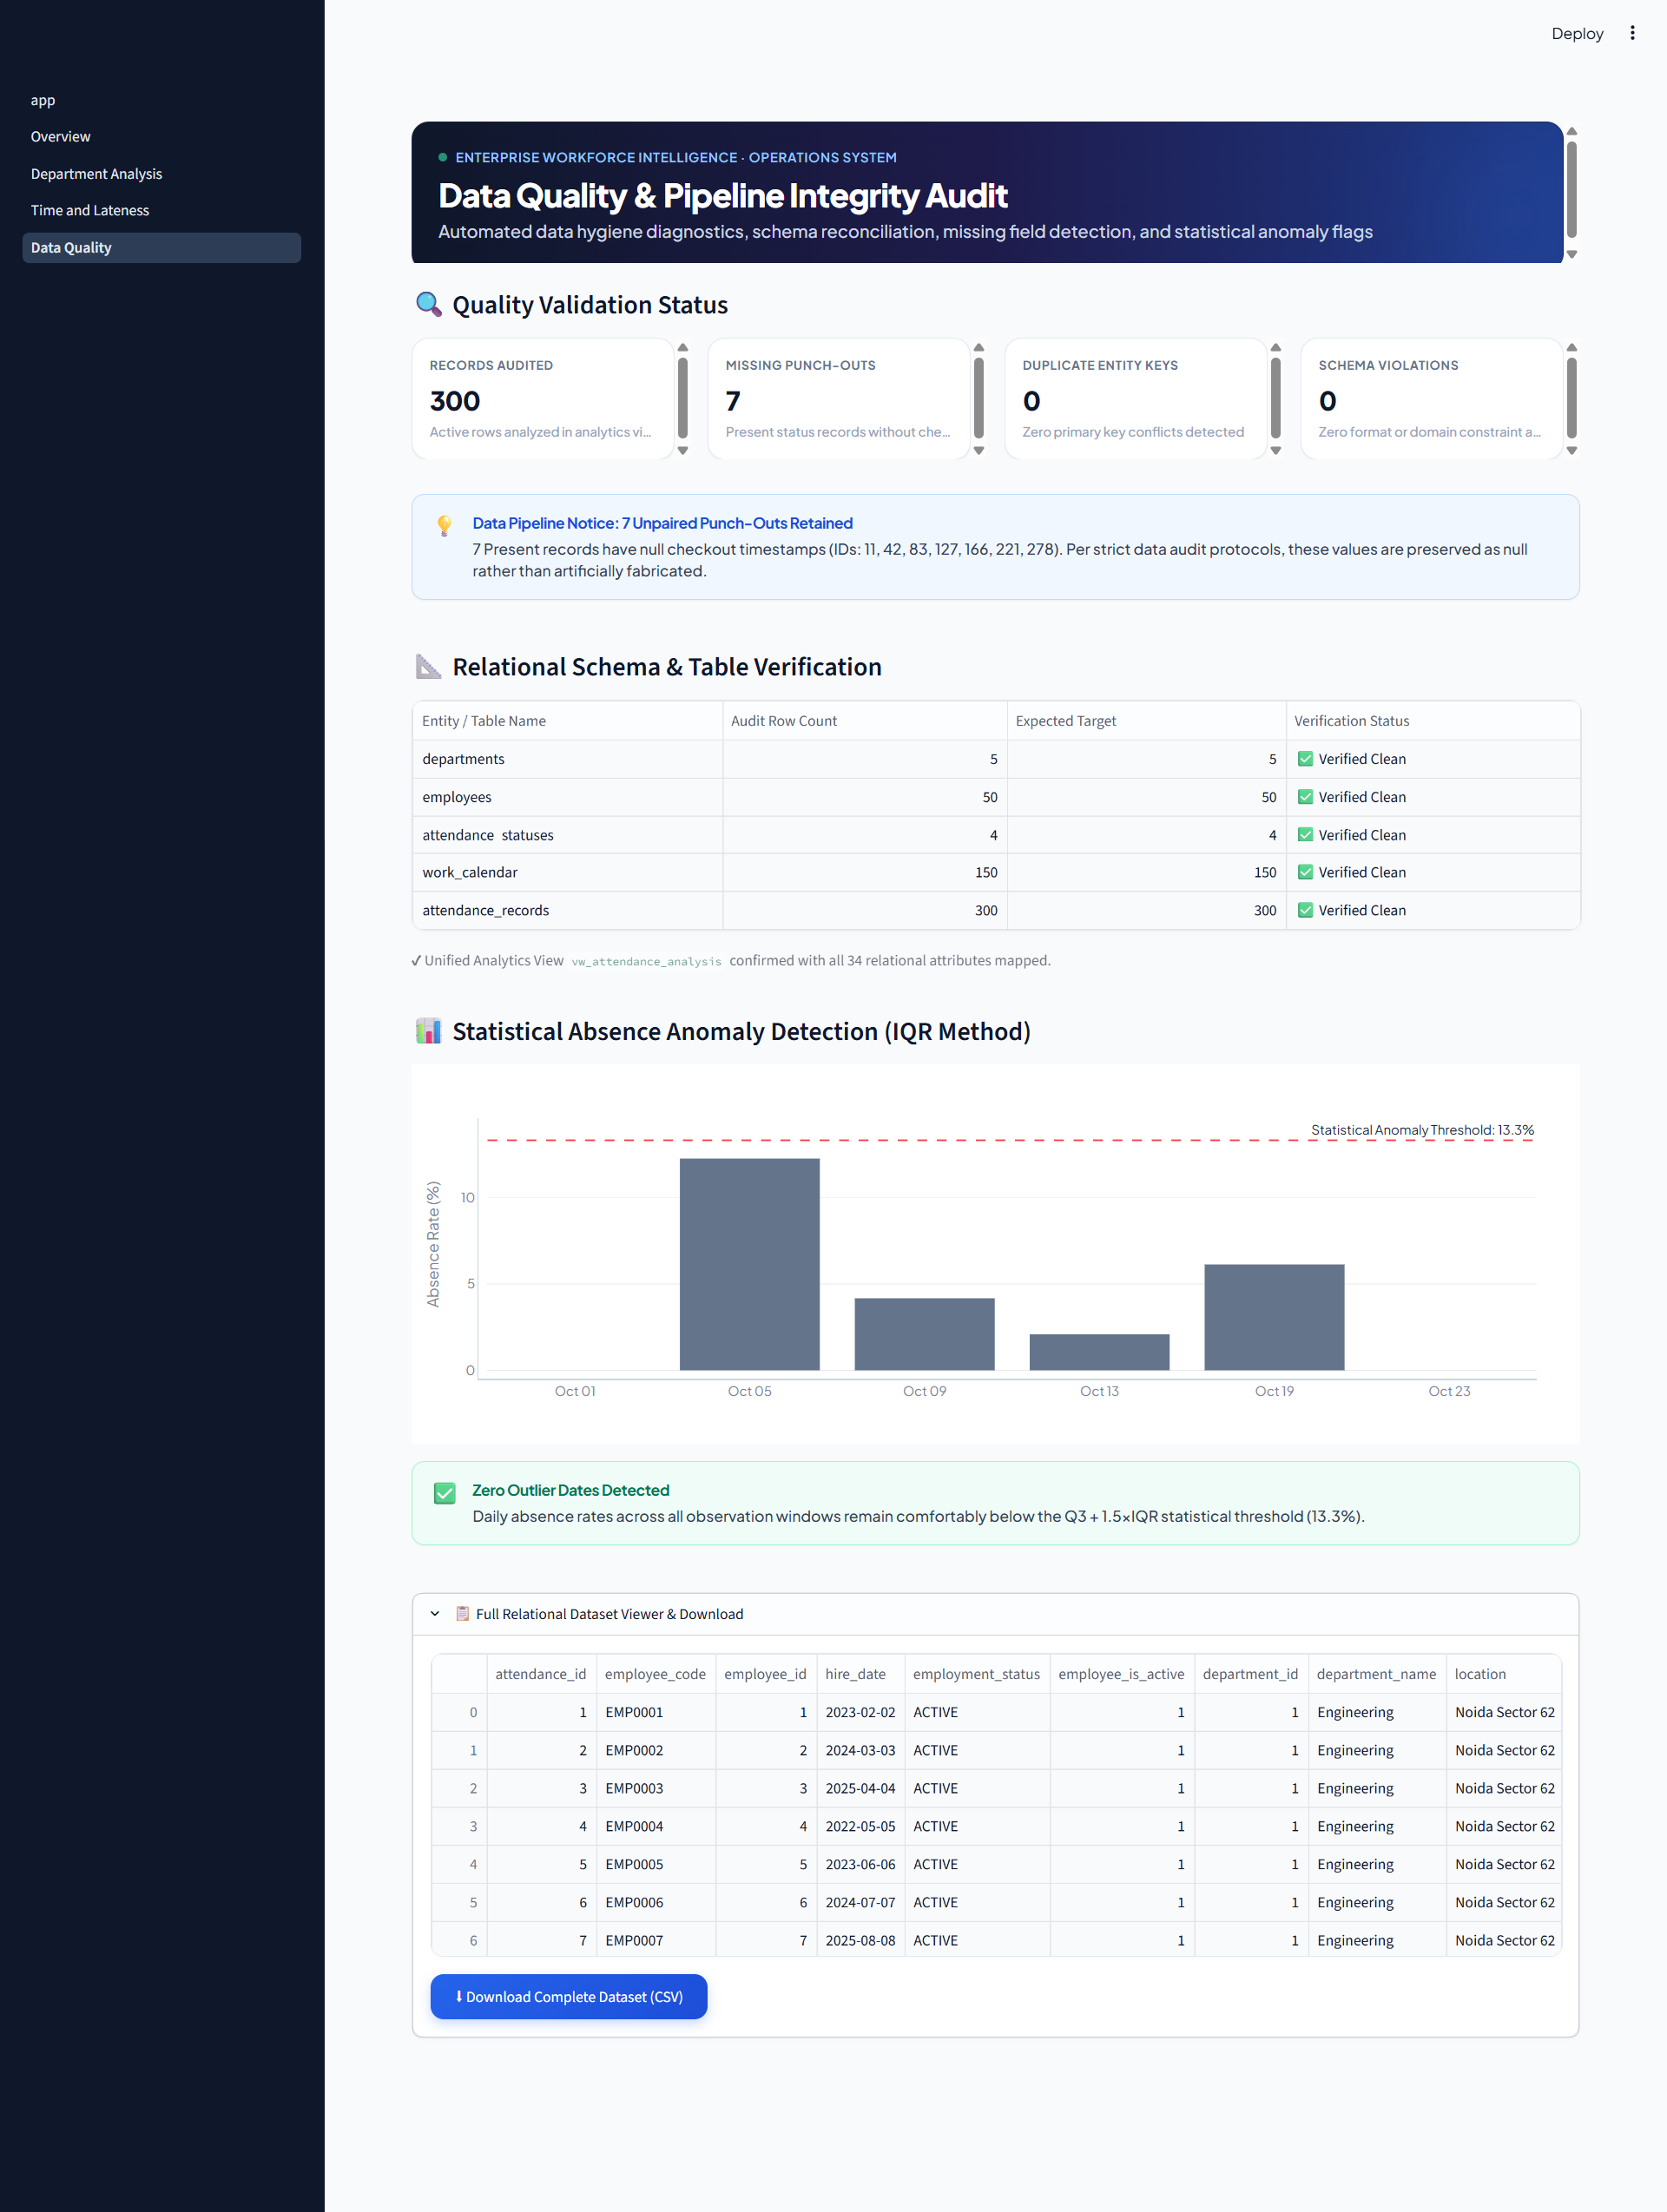 Deploy
app
Overview
Department Analysis
Time and Lateness
Data Quality
ENTERPRISE WORKFORCE INTELLIGENCE · OPERATIONS SYSTEM
Data Quality & Pipeline Integrity Audit
Automated data hygiene diagnostics, schema reconciliation, missing field detection, and statistical anomaly flags
🔍 Quality Validation Status
RECORDS AUDITED
300
Active rows analyzed in analytics vi...
MISSING PUNCH-OUTS
7
Present status records without che...
DUPLICATE ENTITY KEYS
0
Zero primary key conflicts detected
SCHEMA VIOLATIONS
0
Zero format or domain constraint a...
💡 Data Pipeline Notice: 7 Unpaired Punch-Outs Retained
7 Present records have null checkout timestamps (IDs: 11, 42, 83, 127, 166, 221, 278). Per strict data audit protocols, these values are preserved as null
rather than artificially fabricated.
📐 Relational Schema & Table Verification
Entity / Table Name Audit Row Count Expected Target Verification Status
departments 5 5 ✅ Verified Clean
employees 50 50 ✅ Verified Clean
attendance_statuses 4 4 ✅ Verified Clean
work_calendar 150 150 ✅ Verified Clean
attendance_records 300 300 ✅ Verified Clean
✓ Unified Analytics View vw_attendance_analysis confirmed with all 34 relational attributes mapped.
📊 Statistical Absence Anomaly Detection (IQR Method)
Statistical Anomaly Threshold: 13.3%
Absence Rate (%)
10
5
0
Oct 01 Oct 05 Oct 09 Oct 13 Oct 19 Oct 23
✅ Zero Outlier Dates Detected
Daily absence rates across all observation windows remain comfortably below the Q3 + 1.5×IQR statistical threshold (13.3%).
📋 Full Relational Dataset Viewer & Download
attendance_id employee_code employee_id hire_date employment_status employee_is_active department_id department_name location
0 1 EMP0001 1 2023-02-02 ACTIVE 1 1 Engineering Noida Sector 62
1 2 EMP0002 2 2024-03-03 ACTIVE 1 1 Engineering Noida Sector 62
2 3 EMP0003 3 2025-04-04 ACTIVE 1 1 Engineering Noida Sector 62
3 4 EMP0004 4 2022-05-05 ACTIVE 1 1 Engineering Noida Sector 62
4 5 EMP0005 5 2023-06-06 ACTIVE 1 1 Engineering Noida Sector 62
5 6 EMP0006 6 2024-07-07 ACTIVE 1 1 Engineering Noida Sector 62
6 7 EMP0007 7 2025-08-08 ACTIVE 1 1 Engineering Noida Sector 62
⬇ Download Complete Dataset (CSV)